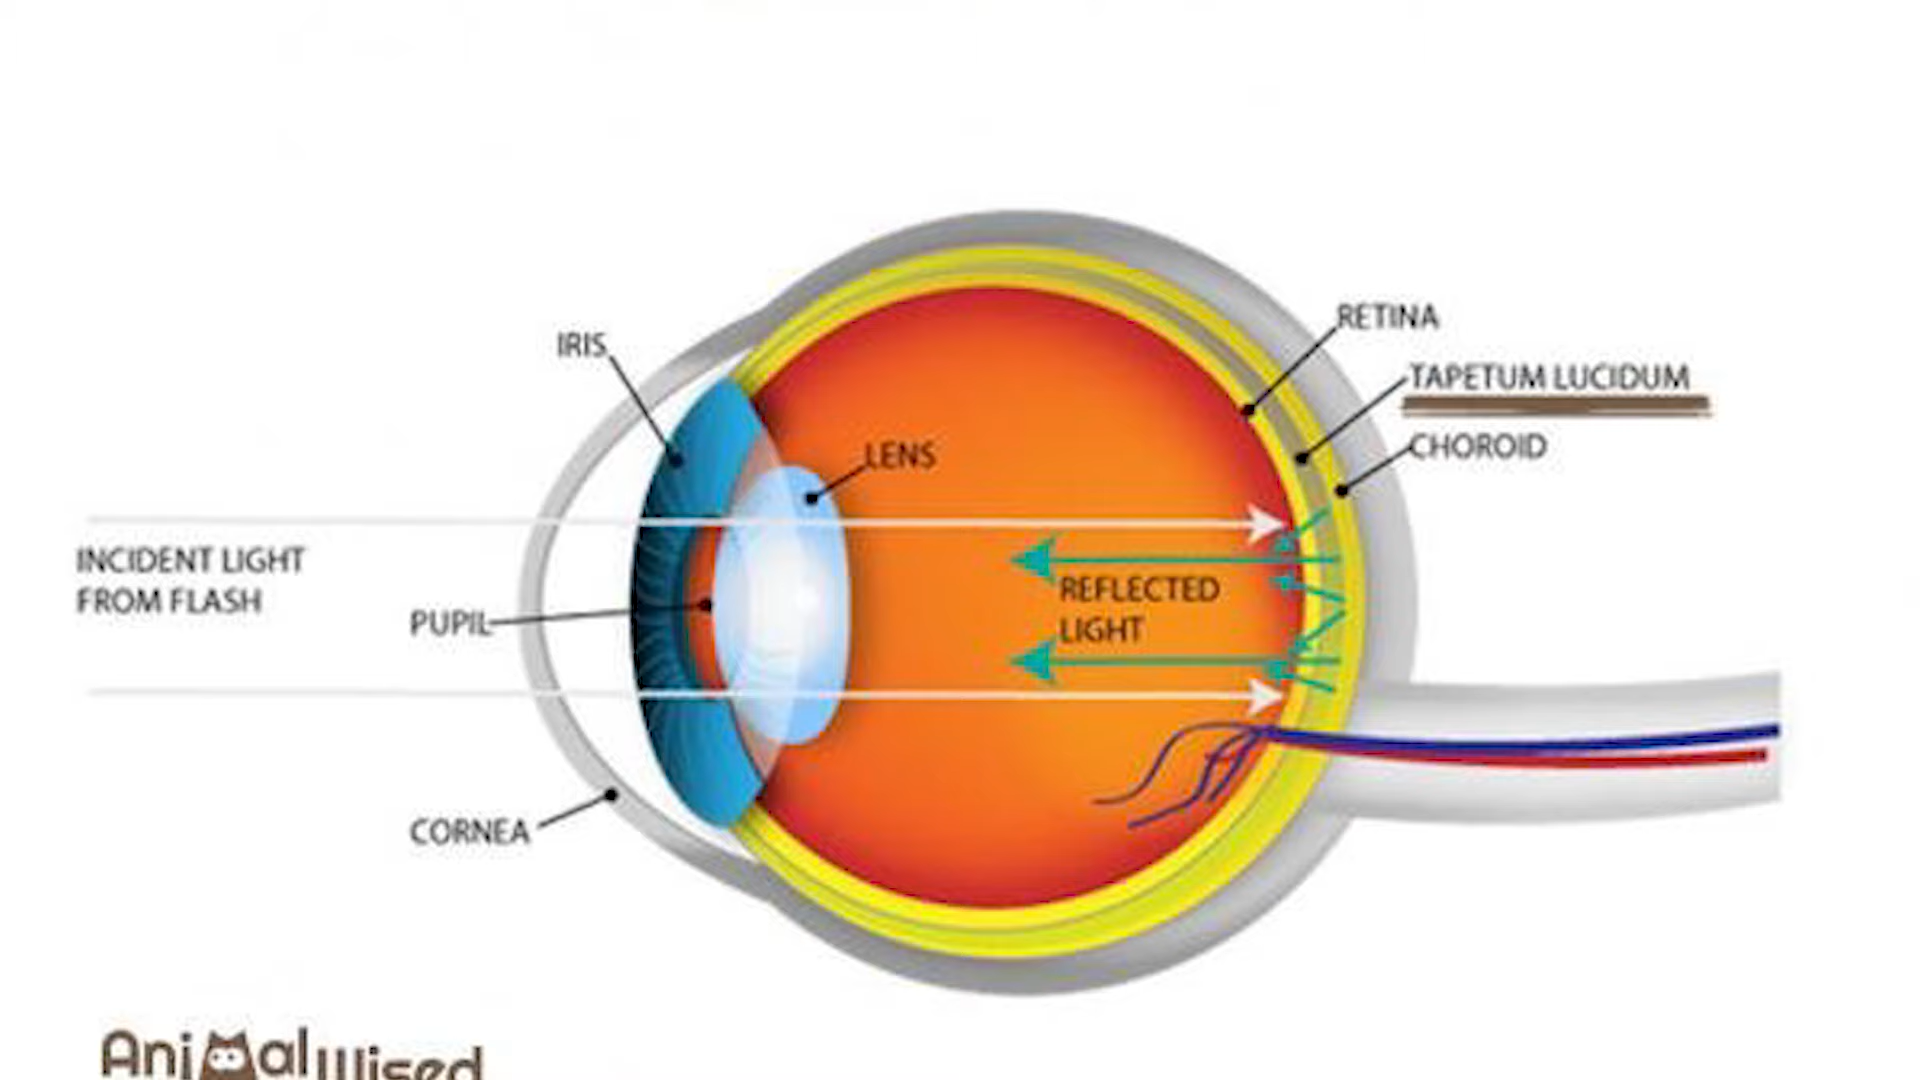 RETINA
IRIS
TAPETUM LUCIDUM
CHOROID
LENS
INCIDENT LIGHT
FROM FLASH
REFLECTED
LIGHT
PUPIL
CORNEA
AnimalWised